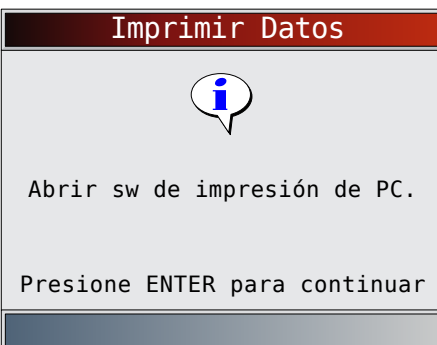 Imprimir Datos
i
Abrir sw de impresión de PC.
Presione ENTER para continuar